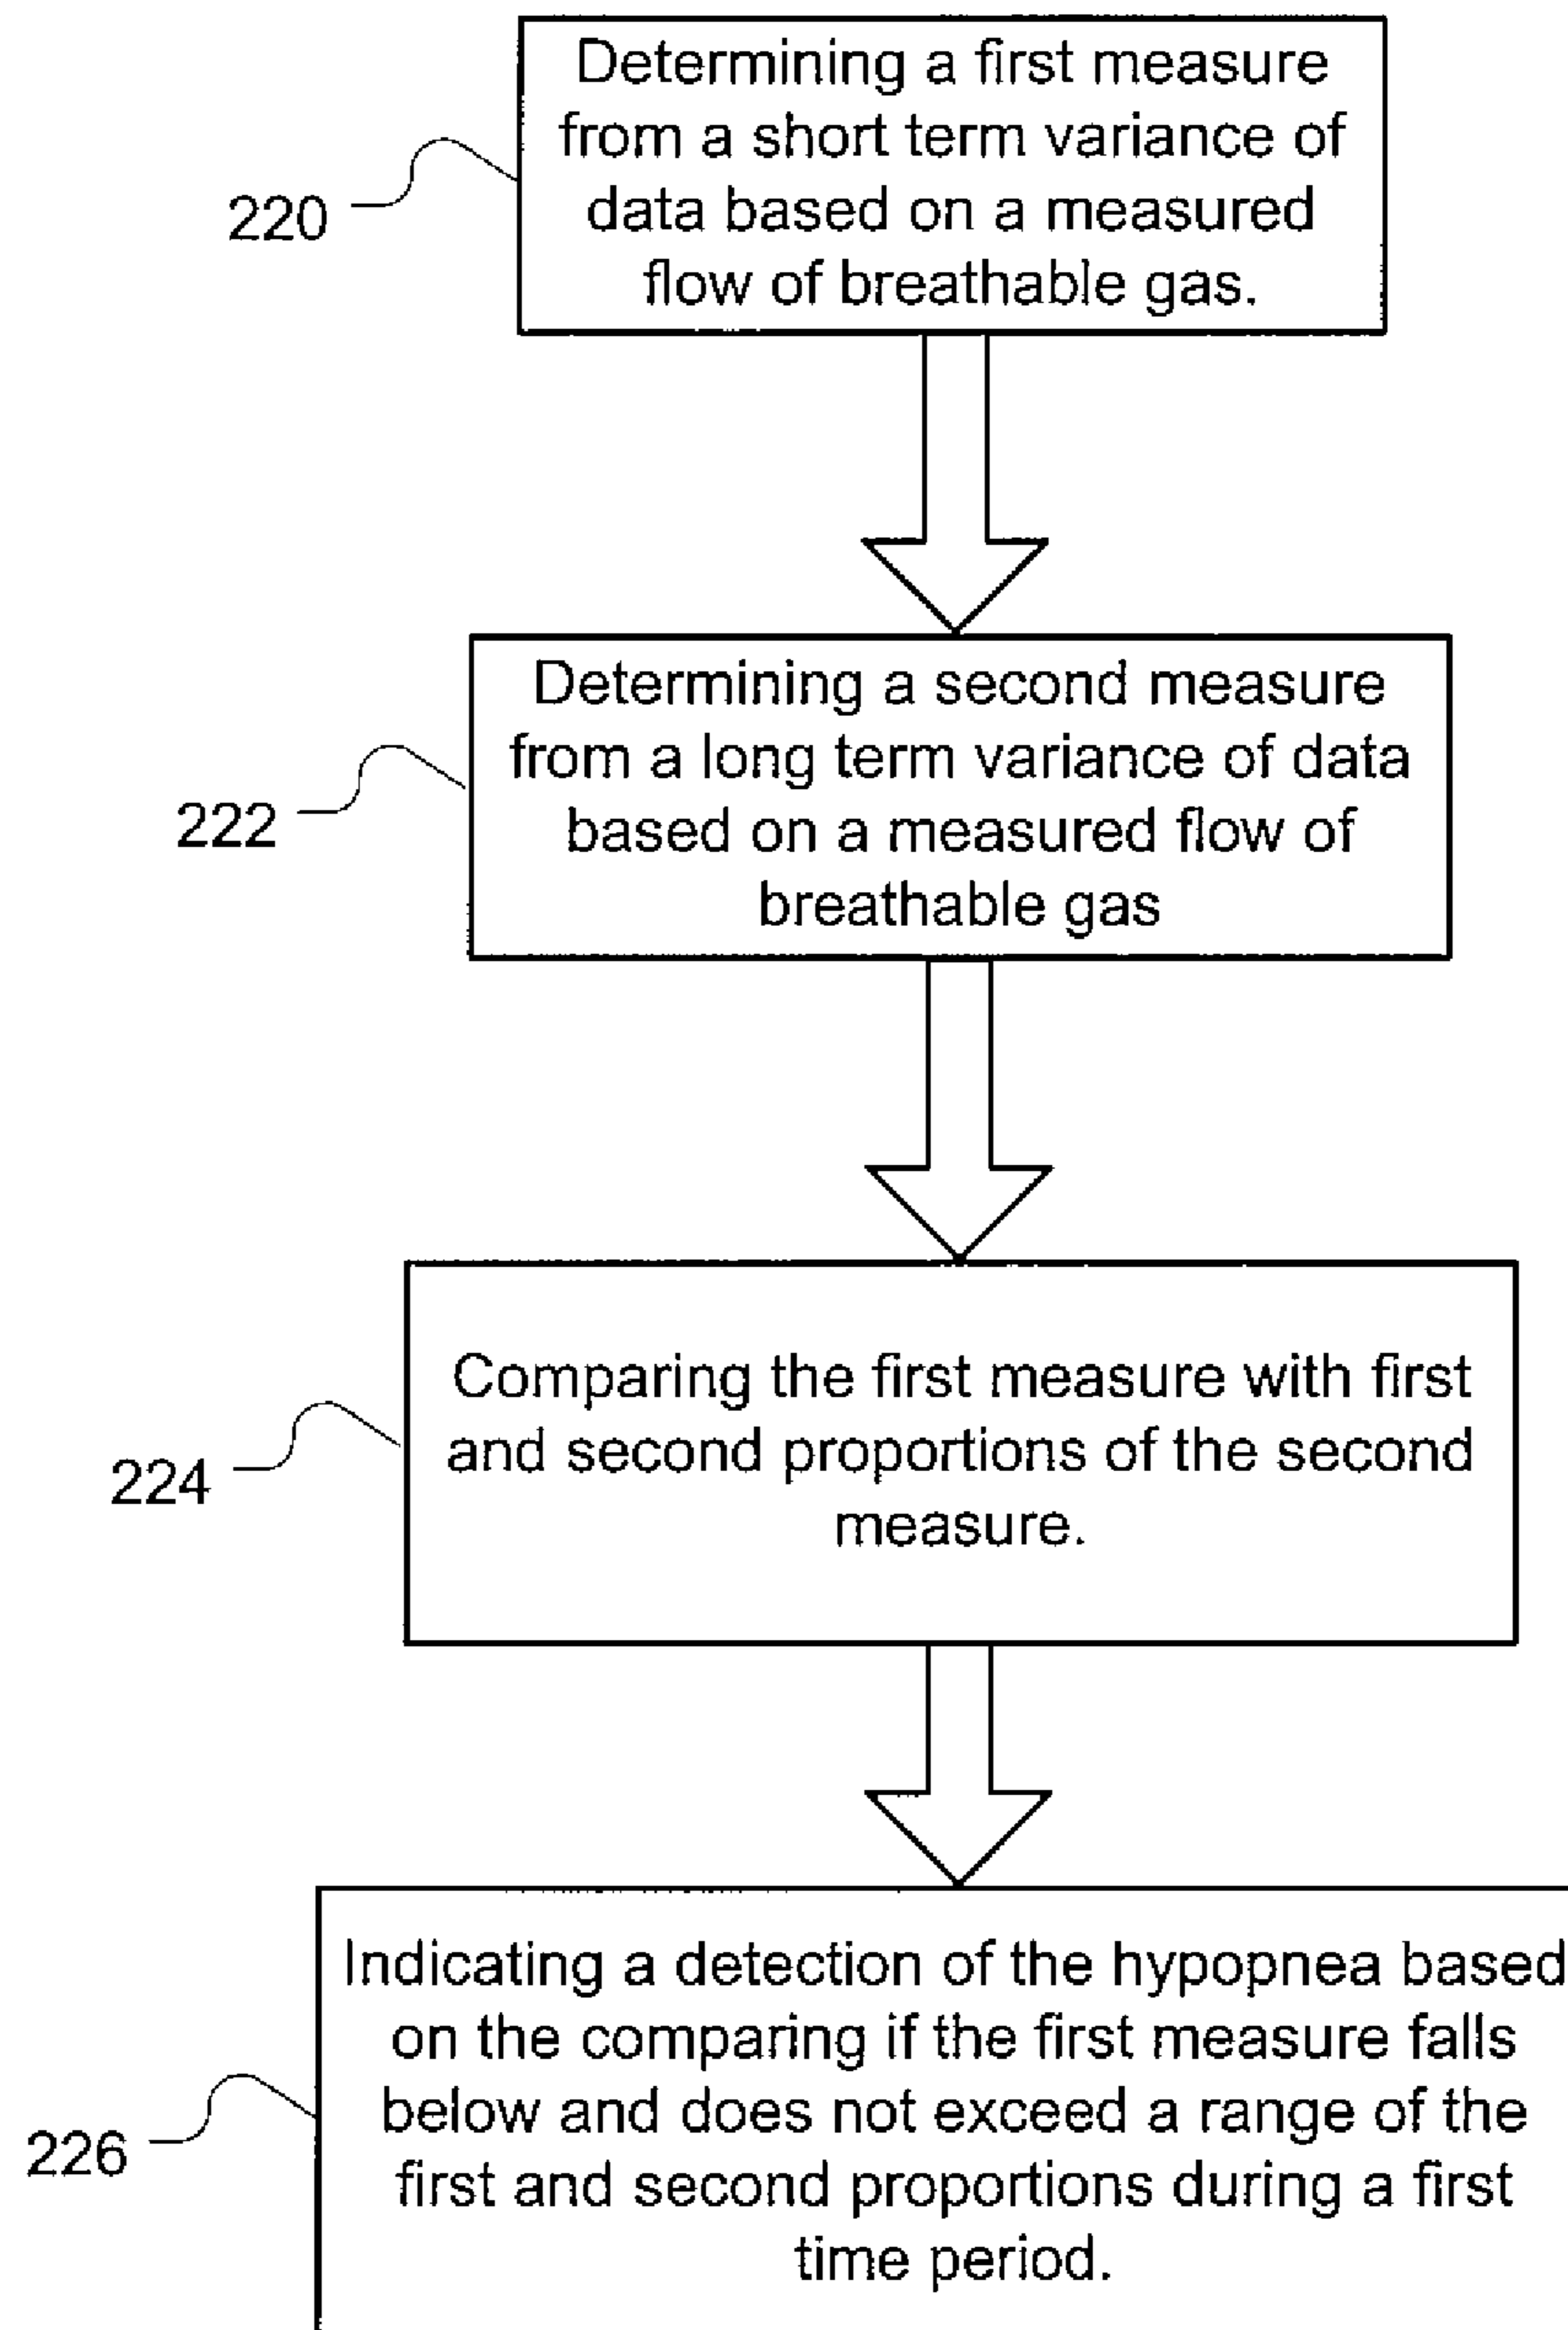 Determining a first measure
from a short term variance of
data based on a measured
flow of breathable gas.
220
Determining a second measure
from a long term variance of data
based on a measured flow of
breathable gas
222
Comparing the first measure with first
and second proportions of the second
measure.
224
Indicating a detection of the hypopnea based
on the comparing if the first measure falls
below and does not exceed a range of the
first and second proportions during a first
time period.
226